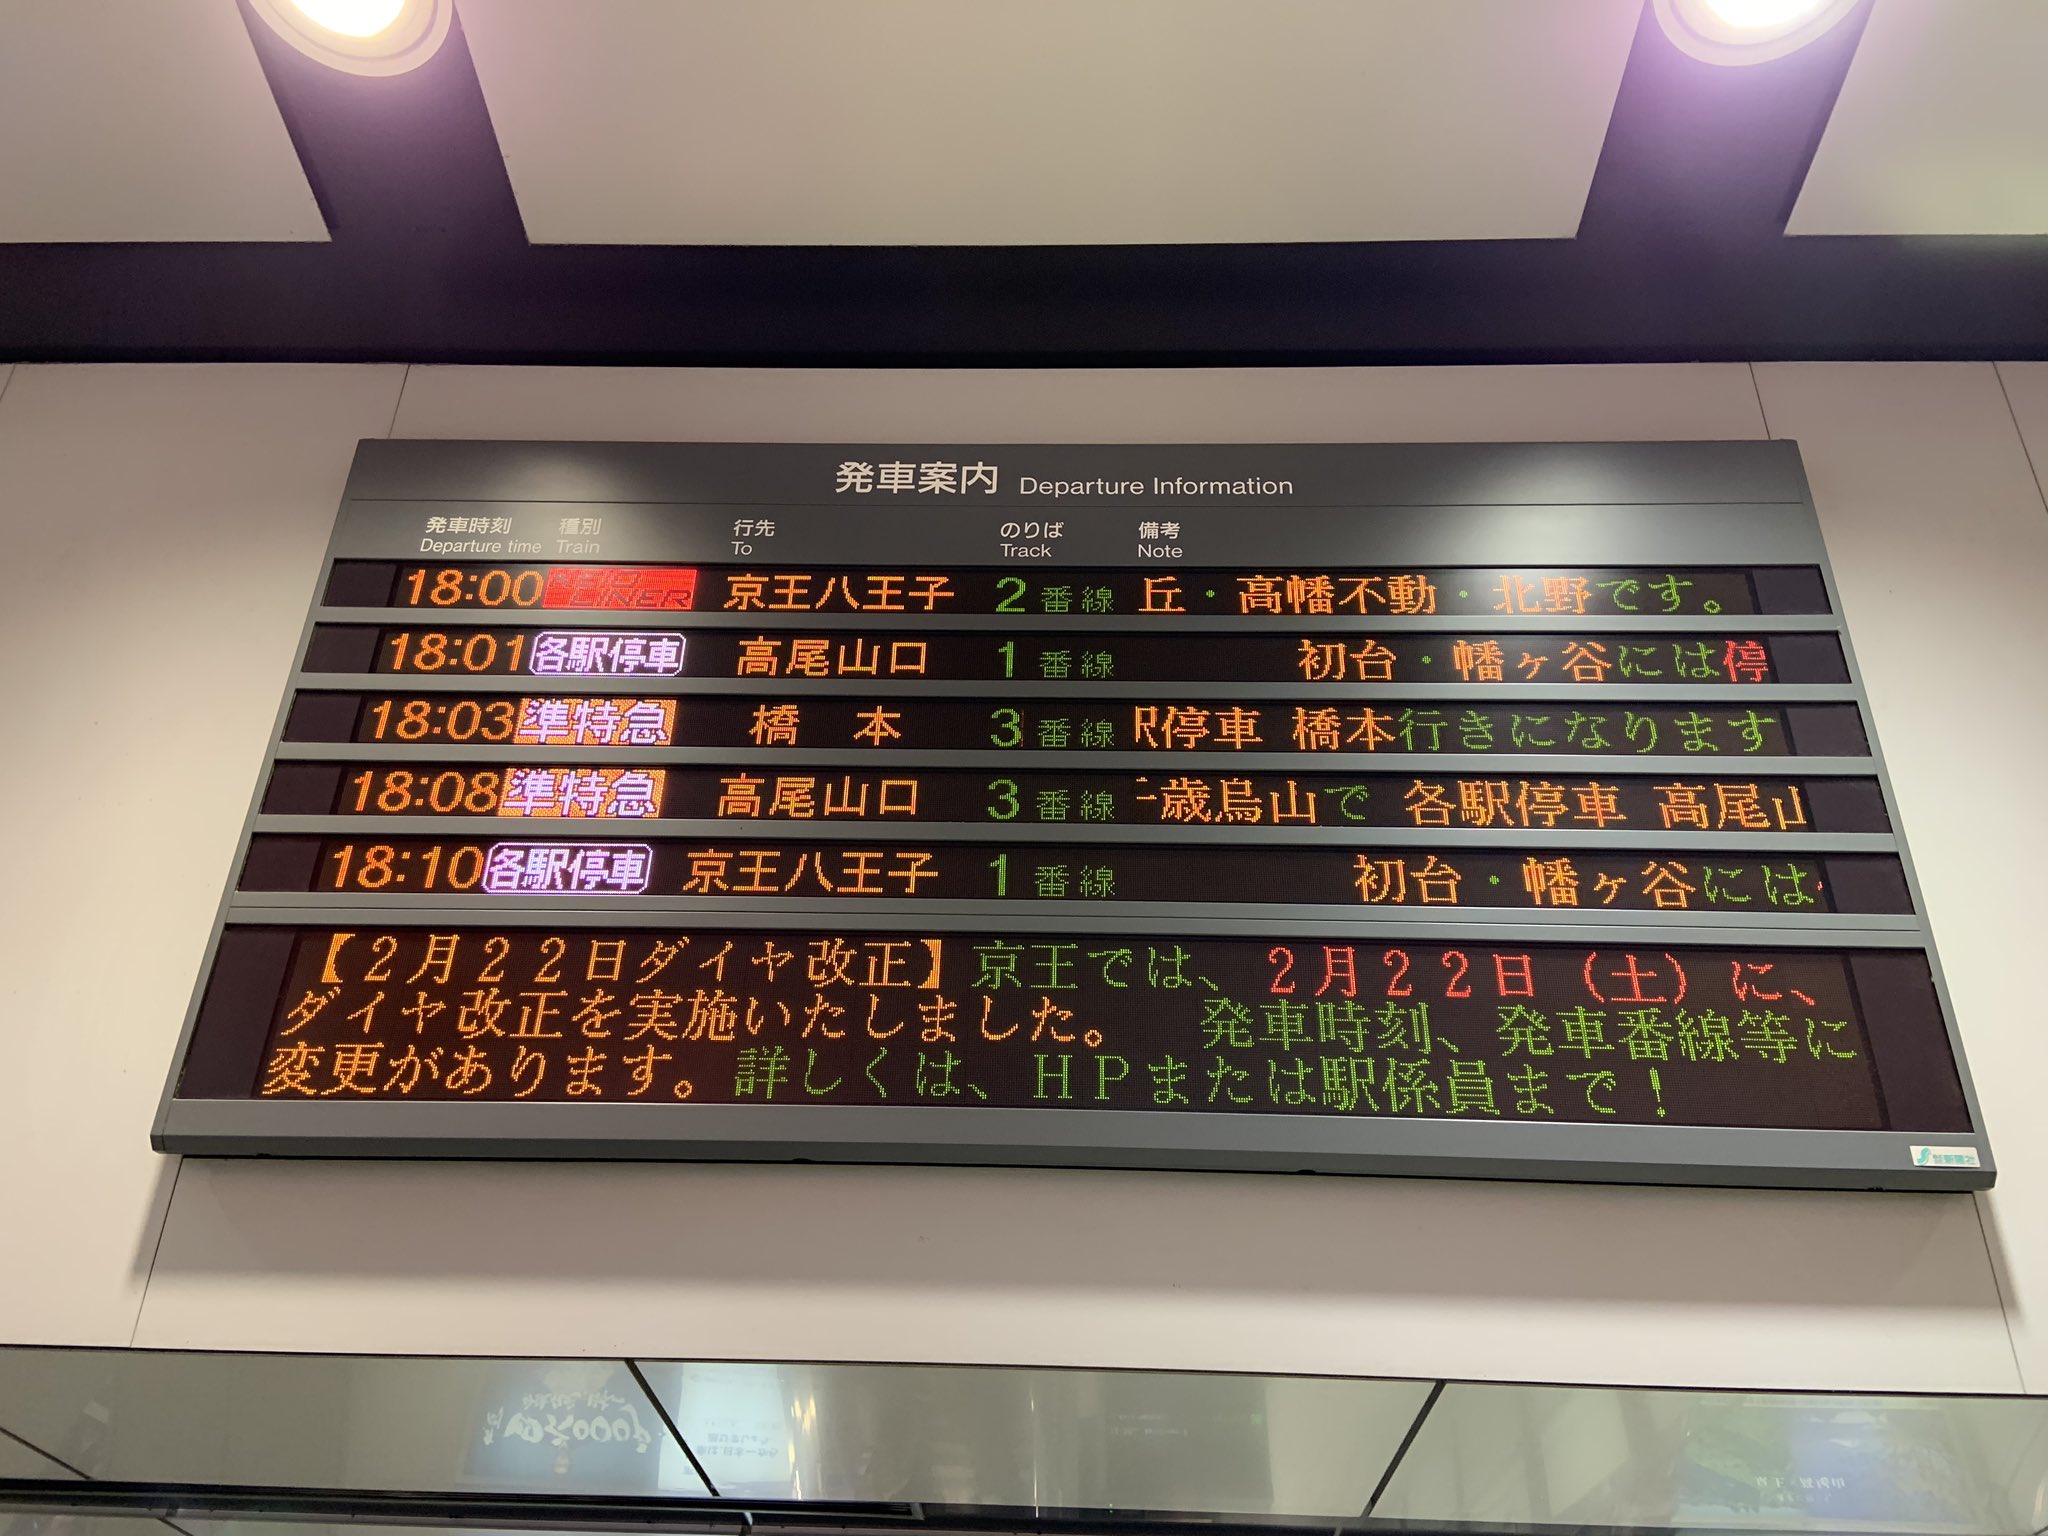 発車案内 Departure Information
発車時刻 種別 行先 のりば 備考
Departure time Train To Track Note
18:00 KEIO LINER 京王八王子 2番線 丘・高幡不動・北野です。
18:01 各駅停車 高尾山口 1番線 初台・幡ヶ谷には停
18:03 準特急 橋本 3番線 停車 橋本行きになります
18:08 準特急 高尾山口 3番線 歳烏山で 各駅停車 高尾山
18:10 各駅停車 京王八王子 1番線 初台・幡ヶ谷には
【2月22日ダイヤ改正】京王では、2月22日(土)に、
ダイヤ改正を実施いたしました。 発車時刻、発車番線等に
変更があります。詳しくは、HPまたは駅係員まで!